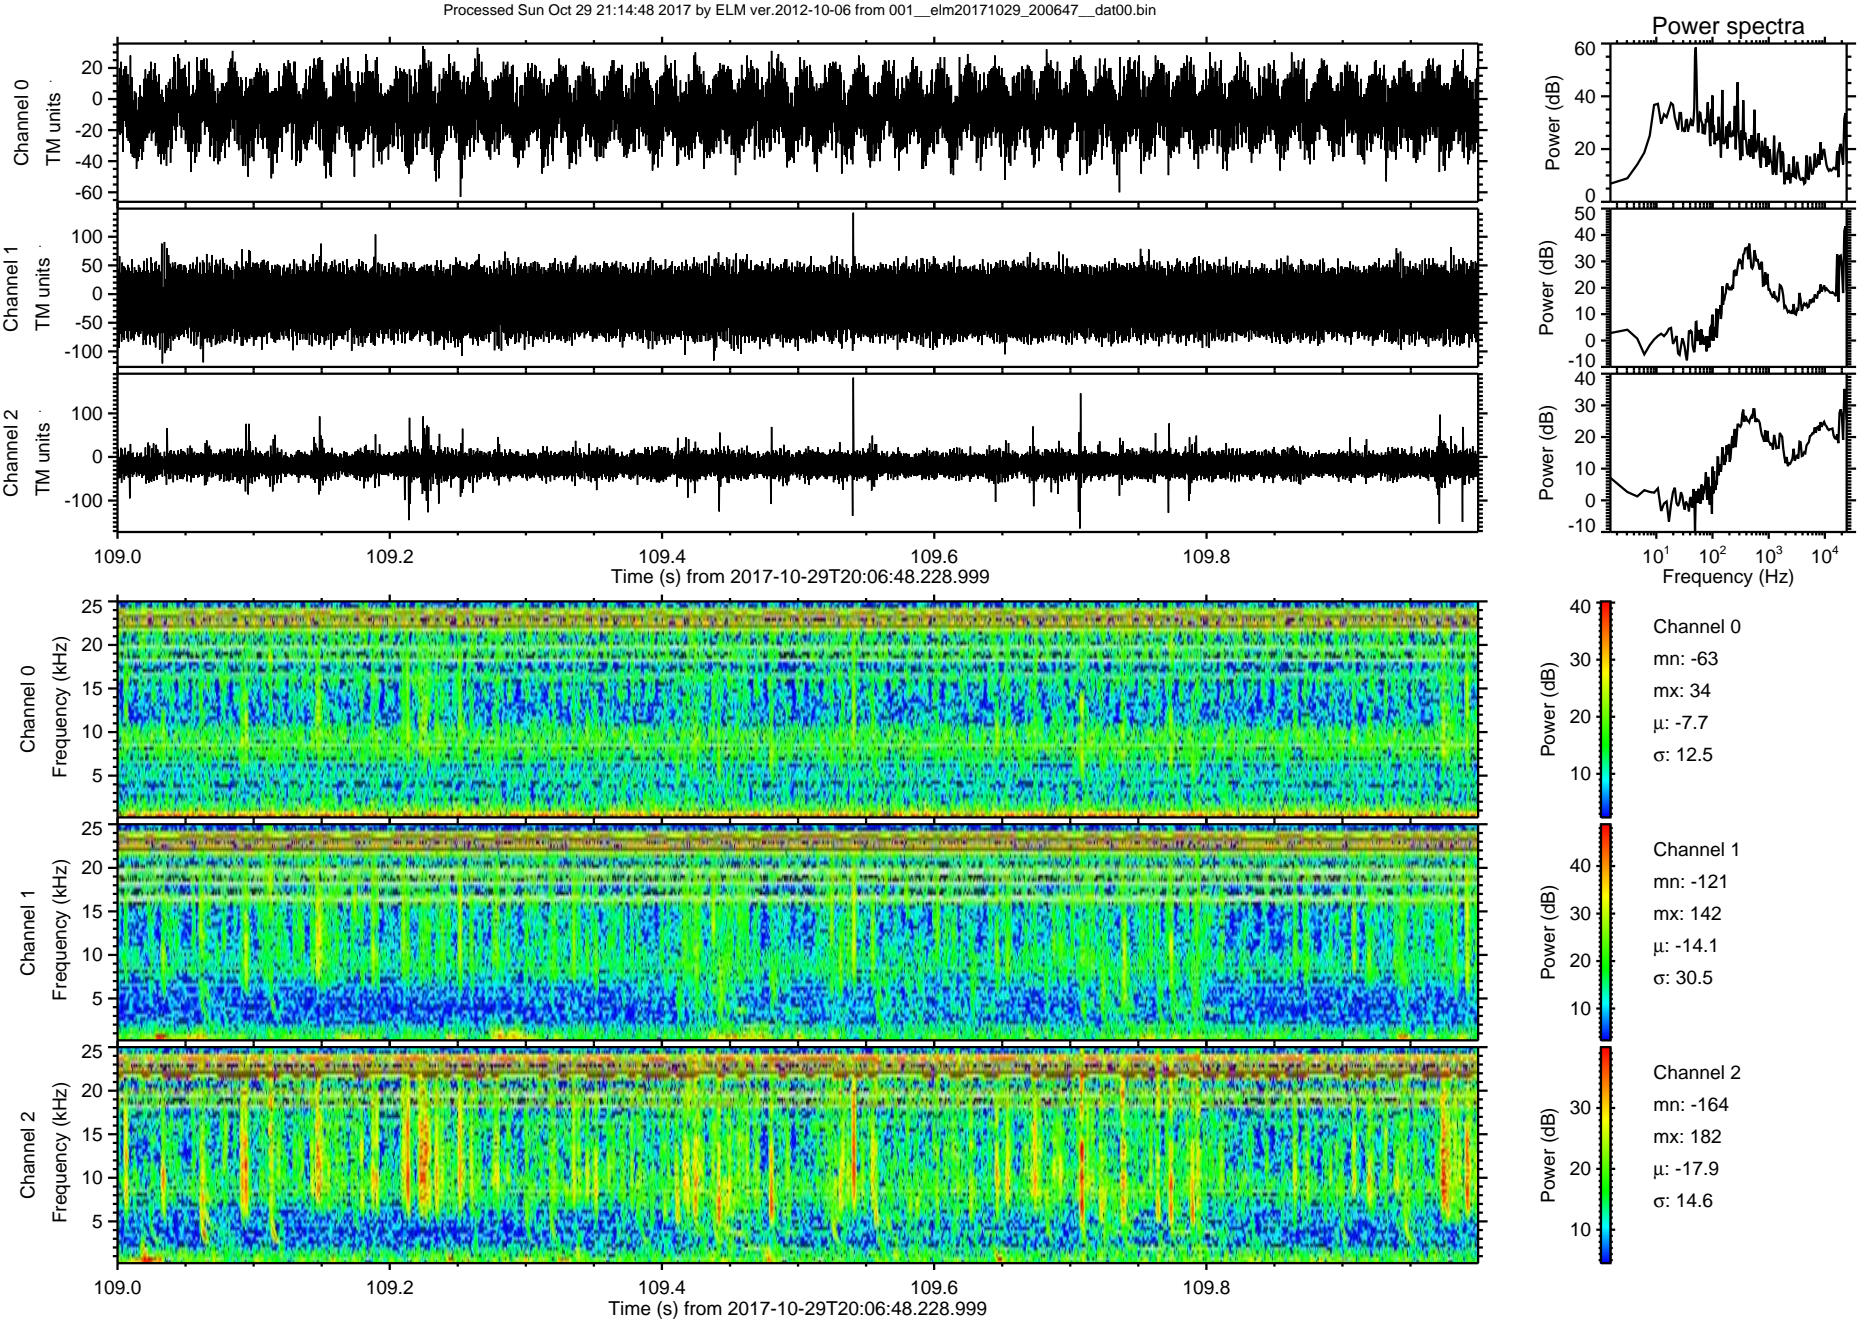 Processed Sun Oct 29 21:14:48 2017 by ELM ver.2012-10-06 from 001__elm20171029_200647__dat00.bin
Power spectra
Channel 0
TM units
20
0
-20
-40
-60
Power (dB)
60
40
20
0
Channel 1
TM units
100
50
0
-50
-100
Power (dB)
50
40
30
20
10
0
-10
Channel 2
TM units
100
0
-100
Power (dB)
40
30
20
10
0
-10
109.0 109.2 109.4 109.6 109.8
Time (s) from 2017-10-29T20:06:48.228.999
10¹ 10² 10³ 10⁴
Frequency (Hz)
Channel 0
Frequency (kHz)
25
20
15
10
5
Power (dB)
40
30
20
10
Channel 0
mn: -63
mx: 34
μ: -7.7
σ: 12.5
Channel 1
Frequency (kHz)
25
20
15
10
5
Power (dB)
40
30
20
10
Channel 1
mn: -121
mx: 142
μ: -14.1
σ: 30.5
Channel 2
Frequency (kHz)
25
20
15
10
5
Power (dB)
30
20
10
Channel 2
mn: -164
mx: 182
μ: -17.9
σ: 14.6
109.0 109.2 109.4 109.6 109.8
Time (s) from 2017-10-29T20:06:48.228.999